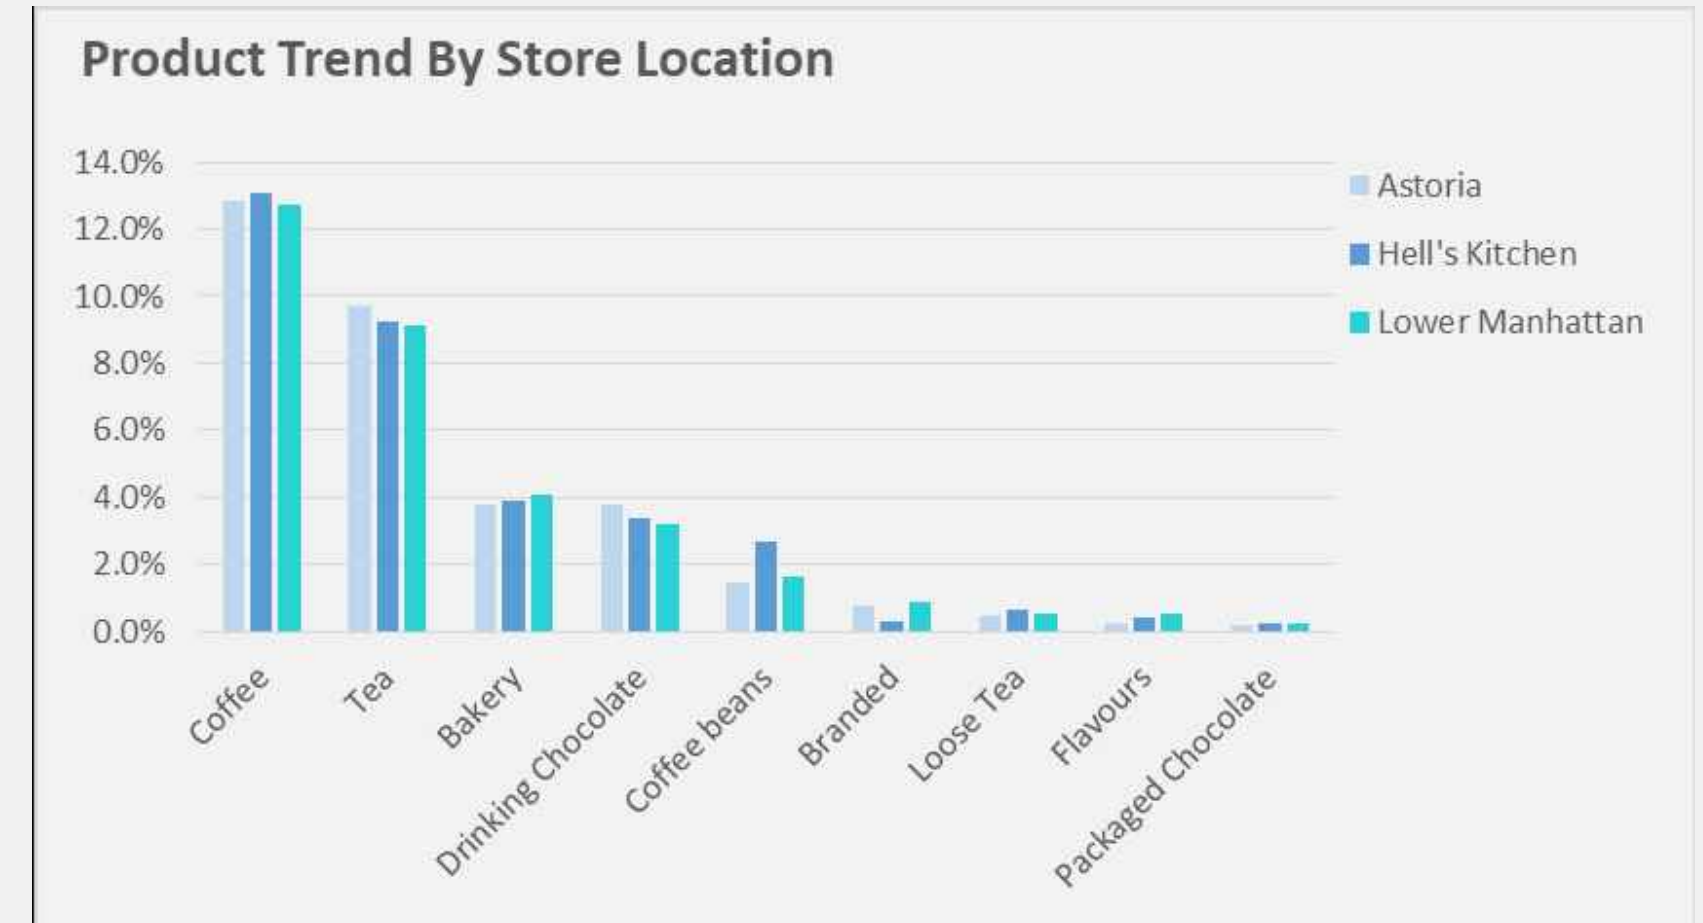 Product Trend By Store Location
14.0%
12.0%
10.0%
8.0%
6.0%
4.0%
2.0%
0.0%
Coffee
Tea
Bakery
Drinking Chocolate
Coffee beans
Branded
Loose Tea
Flavours
Packaged Chocolate
Astoria
Hell's Kitchen
Lower Manhattan